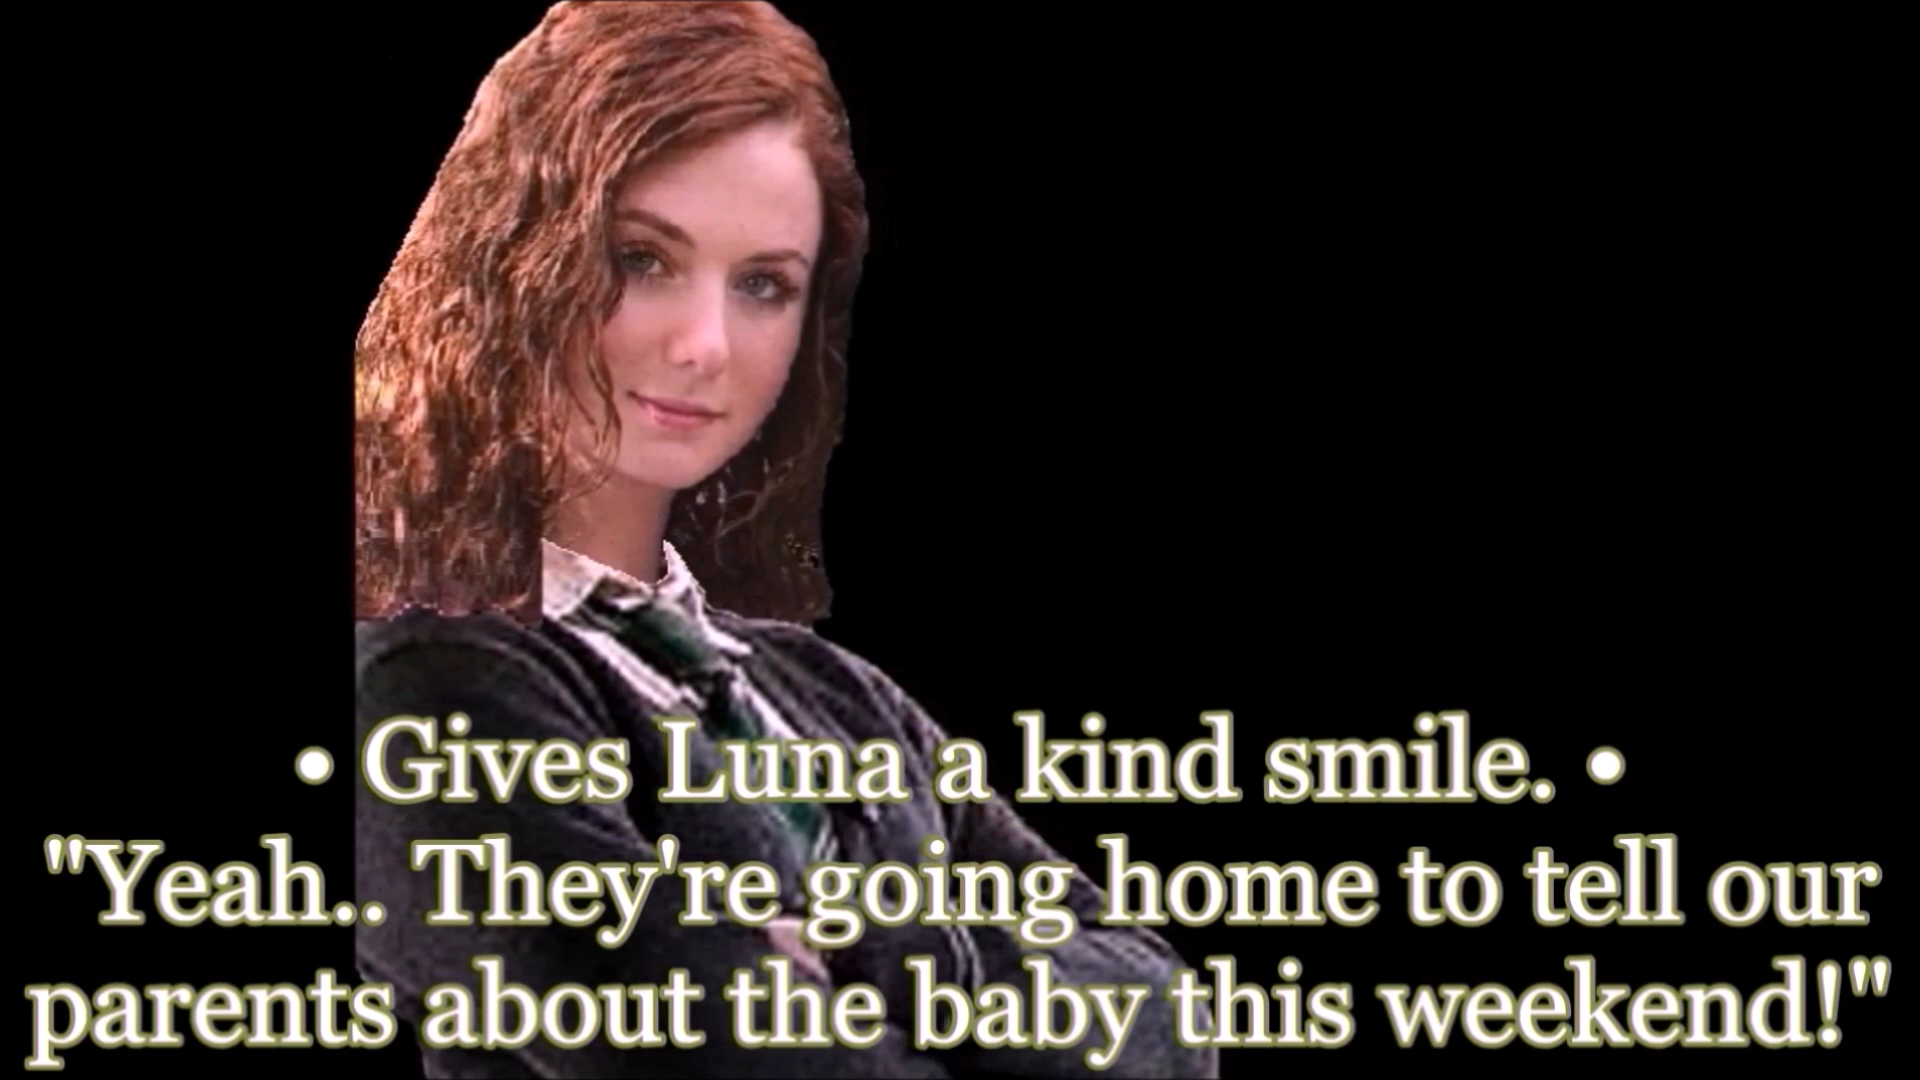 • Gives Luna a kind smile. •
"Yeah.. They're going home to tell our
parents about the baby this weekend!"